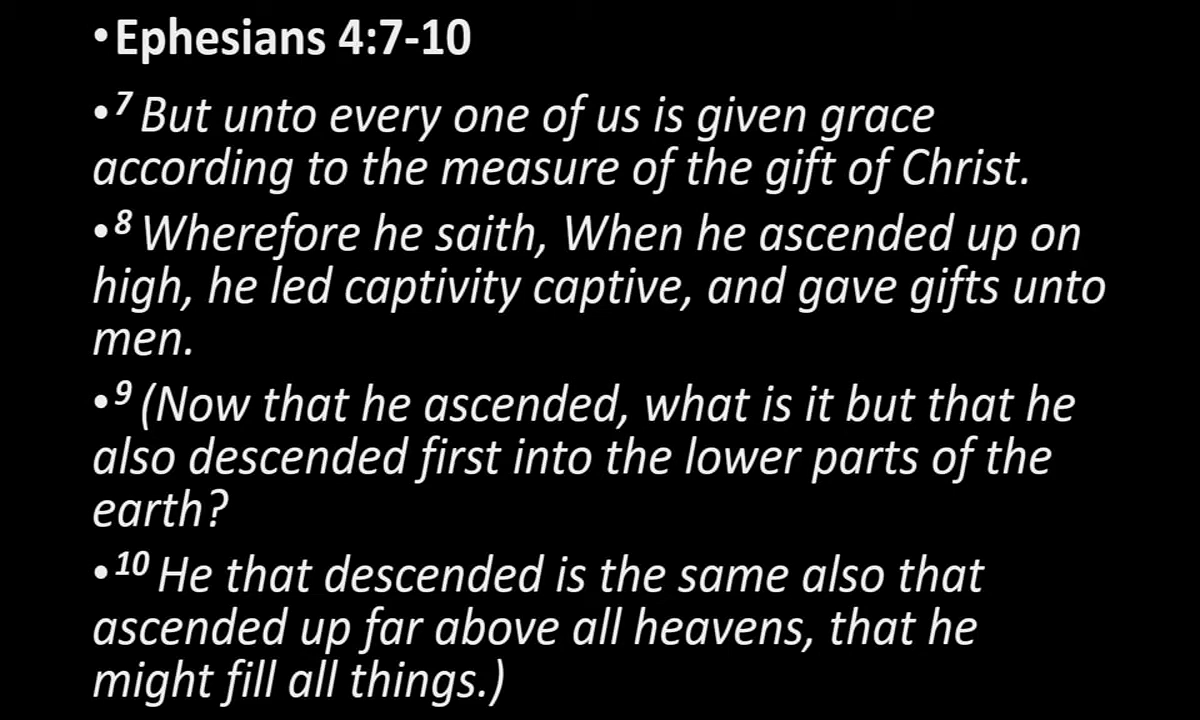 •Ephesians 4:7-10
•7 But unto every one of us is given grace
according to the measure of the gift of Christ.
•8 Wherefore he saith, When he ascended up on
high, he led captivity captive, and gave gifts unto
men.
•9 (Now that he ascended, what is it but that he
also descended first into the lower parts of the
earth?
•10 He that descended is the same also that
ascended up far above all heavens, that he
might fill all things.)